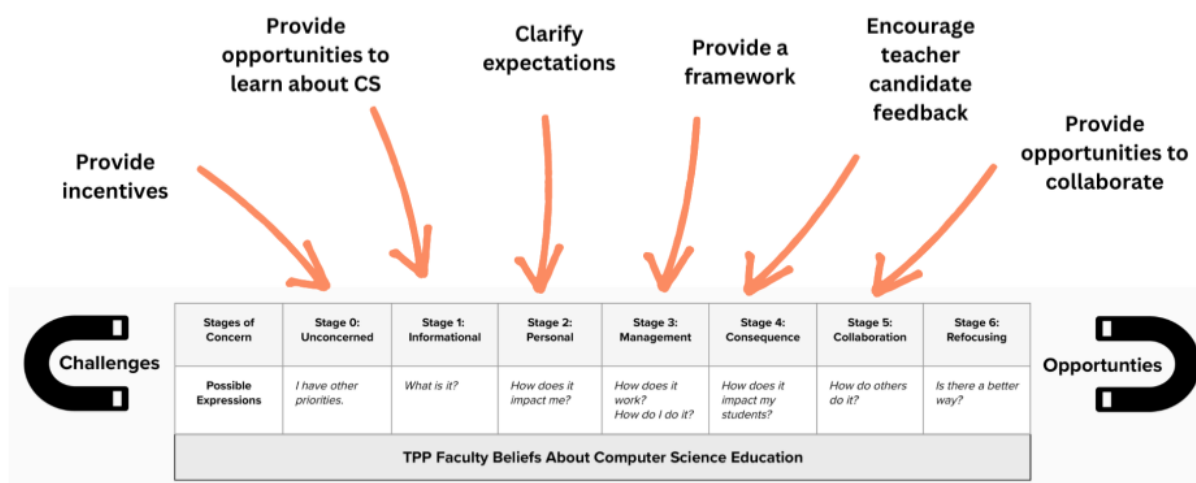 Provide
incentives
Provide
opportunities to
learn about CS
Clarify
expectations
Provide a
framework
Encourage
teacher
candidate
feedback
Provide
opportunities to
collaborate
Challenges
Stages of
Concern
Stage 0:
Unconcerned
Stage 1:
Informational
Stage 2:
Personal
Stage 3:
Management
Stage 4:
Consequence
Stage 5:
Collaboration
Stage 6:
Refocusing
Possible
Expressions
I have other
priorities.
What is it?
How does it
impact me?
How does it
work?
How do I do it?
How does it
impact my
students?
How do others
do it?
Is there a better
way?
Opportunties
TPP Faculty Beliefs About Computer Science Education